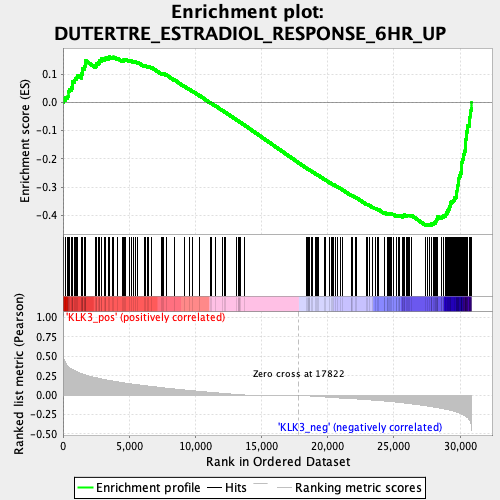 Enrichment plot:
DUTERTRE_ESTRADIOL_RESPONSE_6HR_UP
Enrichment score (ES)
0.1
0.0
-0.1
-0.2
-0.3
-0.4
Ranked list metric (Pearson)
1.00
0.75
0.50
0.25
0.00
-0.25
-0.50
'KLK3_pos' (positively correlated)
Zero cross at 17822
'KLK3_neg' (negatively correlated)
0
5,000
10,000
15,000
20,000
25,000
30,000
Rank in Ordered Dataset
Enrichment profile
Hits
Ranking metric scores